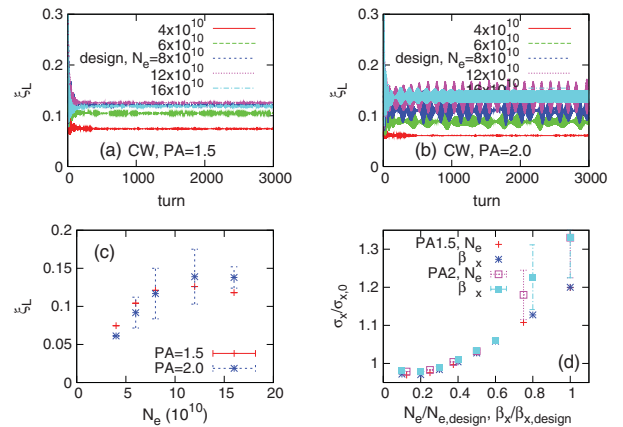 0.3
0.2
0.1
0
ξL
4x10^10
6x10^10
design, Ne=8x10^10
12x10^10
16x10^10
(a) CW, PA=1.5
0 1000 2000 3000
turn
0.3
0.2
0.1
0
ξL
4x10^10
6x10^10
design, Ne=8x10^10
12x10^10
16x10^10
(b) CW, PA=2.0
0 1000 2000 3000
turn
0.2
0.15
0.1
0.05
0
ξL
(c)
PA=1.5
PA=2.0
0 5 10 15 20
Ne (10^10)
1.3
1.2
1.1
1
σx/σx,0
PA1.5, Ne
βx
PA2, Ne
βx
(d)
0 0.2 0.4 0.6 0.8 1
Ne/Ne,design, βx/βx,design